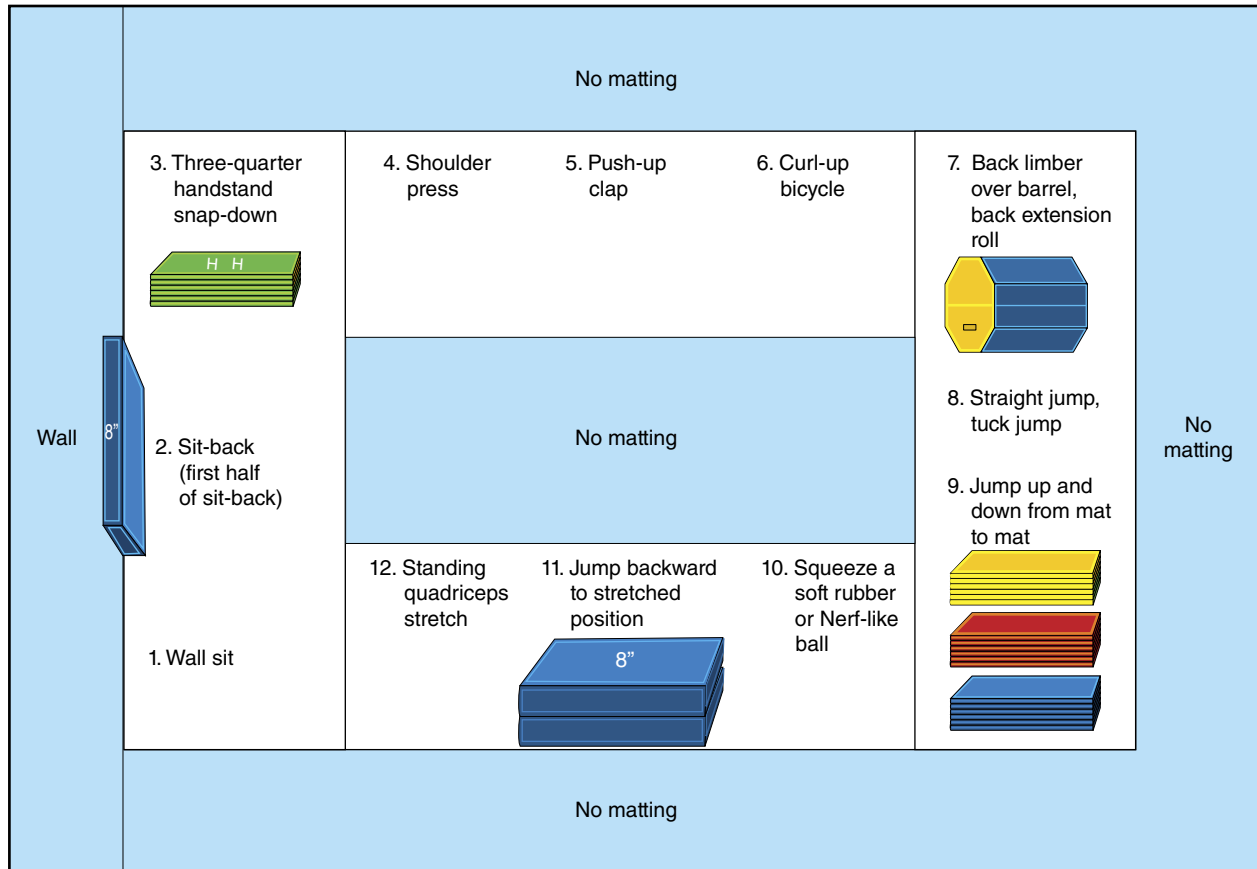 No matting
3. Three-quarter
handstand
snap-down
H H
4. Shoulder
press
5. Push-up
clap
6. Curl-up
bicycle
7. Back limber
over barrel,
back extension
roll
Wall
8"
2. Sit-back
(first half
of sit-back)
No matting
8. Straight jump,
tuck jump
No
matting
9. Jump up and
down from mat
to mat
1. Wall sit
12. Standing
quadriceps
stretch
11. Jump backward
to stretched
position
8"
10. Squeeze a
soft rubber
or Nerf-like
ball
No matting